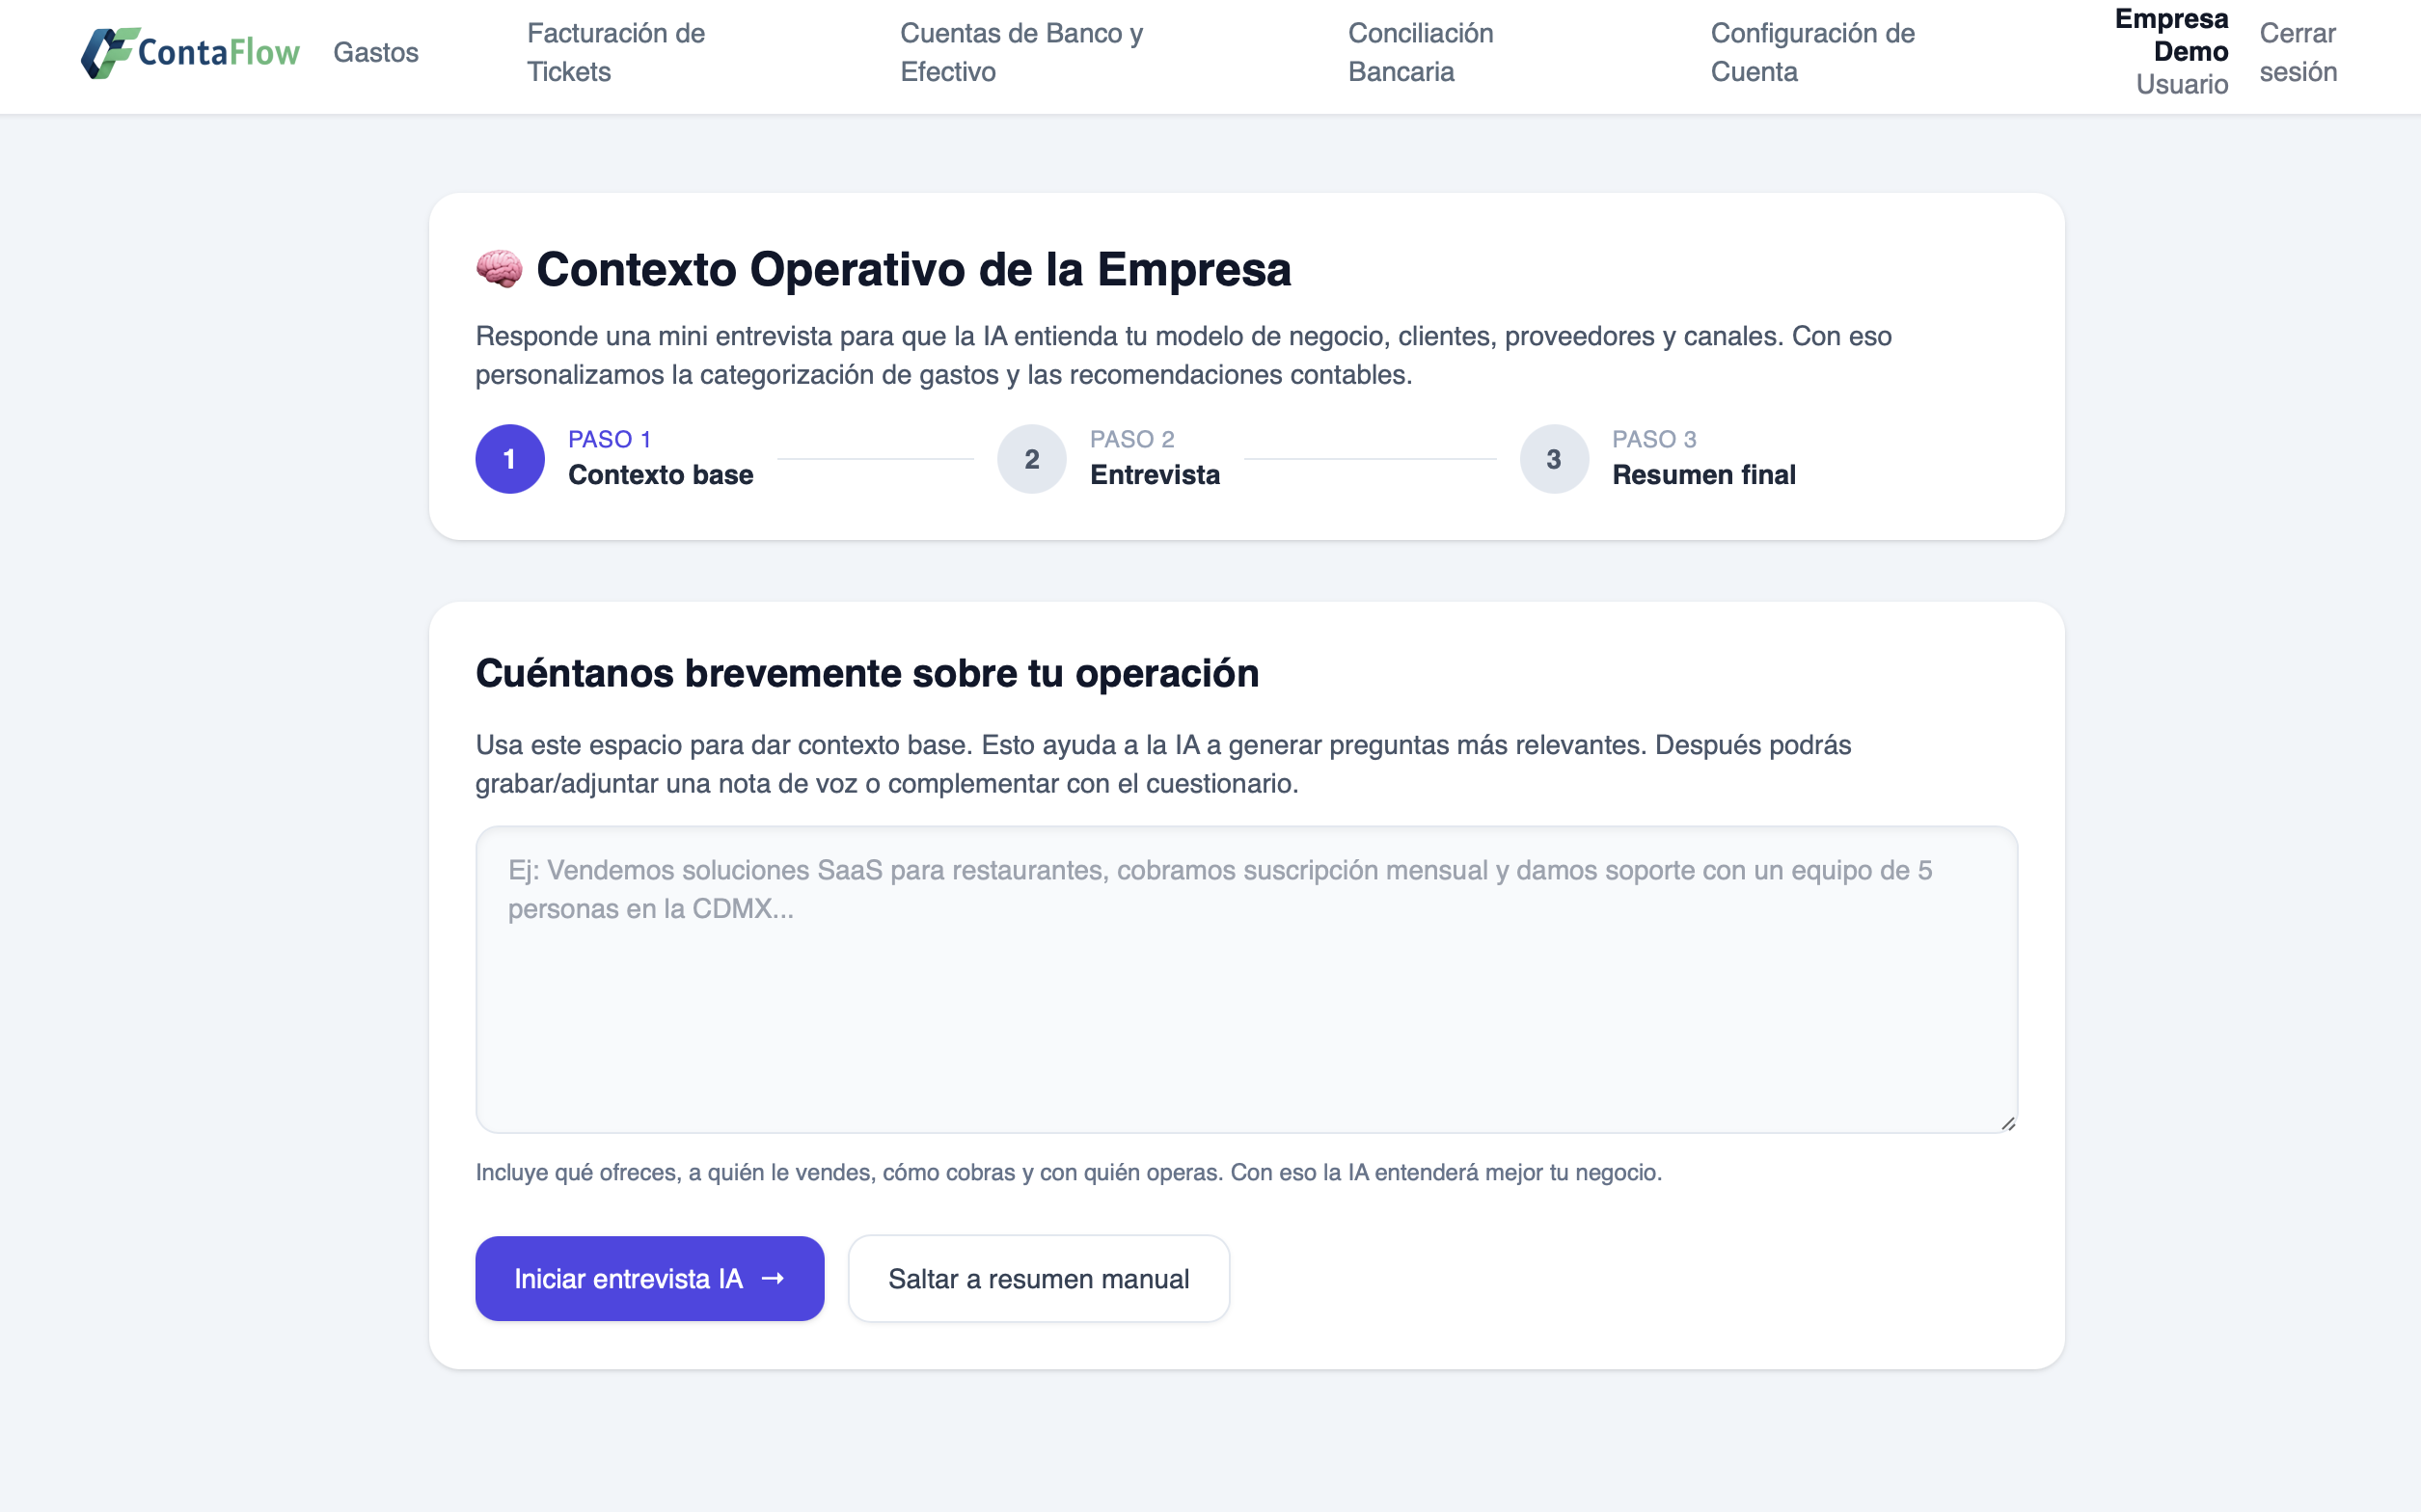 ContaFlow
Gastos
Facturación de
Tickets
Cuentas de Banco y
Efectivo
Conciliación
Bancaria
Configuración de
Cuenta
Empresa
Demo
Usuario
Cerrar
sesión
Contexto Operativo de la Empresa
Responde una mini entrevista para que la IA entienda tu modelo de negocio, clientes, proveedores y canales. Con eso
personalizamos la categorización de gastos y las recomendaciones contables.
1
PASO 1
Contexto base
2
PASO 2
Entrevista
3
PASO 3
Resumen final
Cuéntanos brevemente sobre tu operación
Usa este espacio para dar contexto base. Esto ayuda a la IA a generar preguntas más relevantes. Después podrás
grabar/adjuntar una nota de voz o complementar con el cuestionario.
Ej: Vendemos soluciones SaaS para restaurantes, cobramos suscripción mensual y damos soporte con un equipo de 5
personas en la CDMX...
Incluye qué ofreces, a quién le vendes, cómo cobras y con quién operas. Con eso la IA entenderá mejor tu negocio.
Iniciar entrevista IA →
Saltar a resumen manual